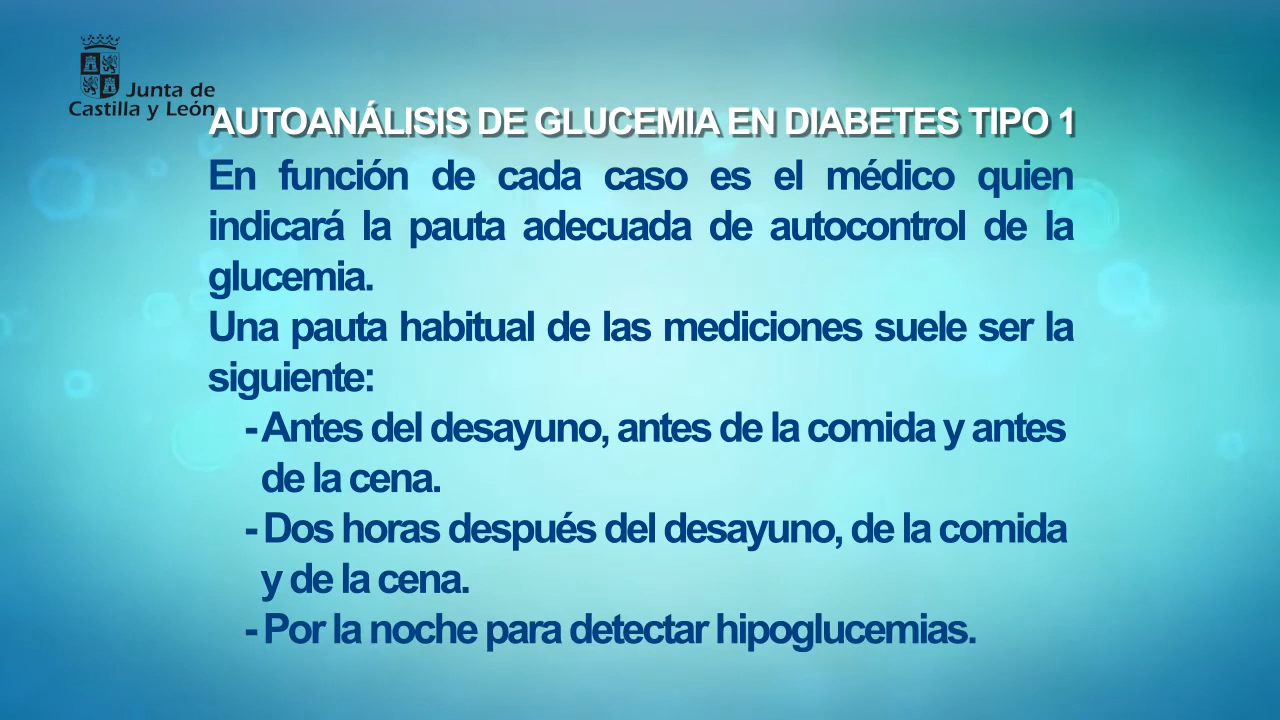 Junta de
Castilla y León
AUTOANÁLISIS DE GLUCEMIA EN DIABETES TIPO 1
En función de cada caso es el médico quien
indicará la pauta adecuada de autocontrol de la
glucemia.
Una pauta habitual de las mediciones suele ser la
siguiente:
- Antes del desayuno, antes de la comida y antes
de la cena.
- Dos horas después del desayuno, de la comida
y de la cena.
- Por la noche para detectar hipoglucemias.